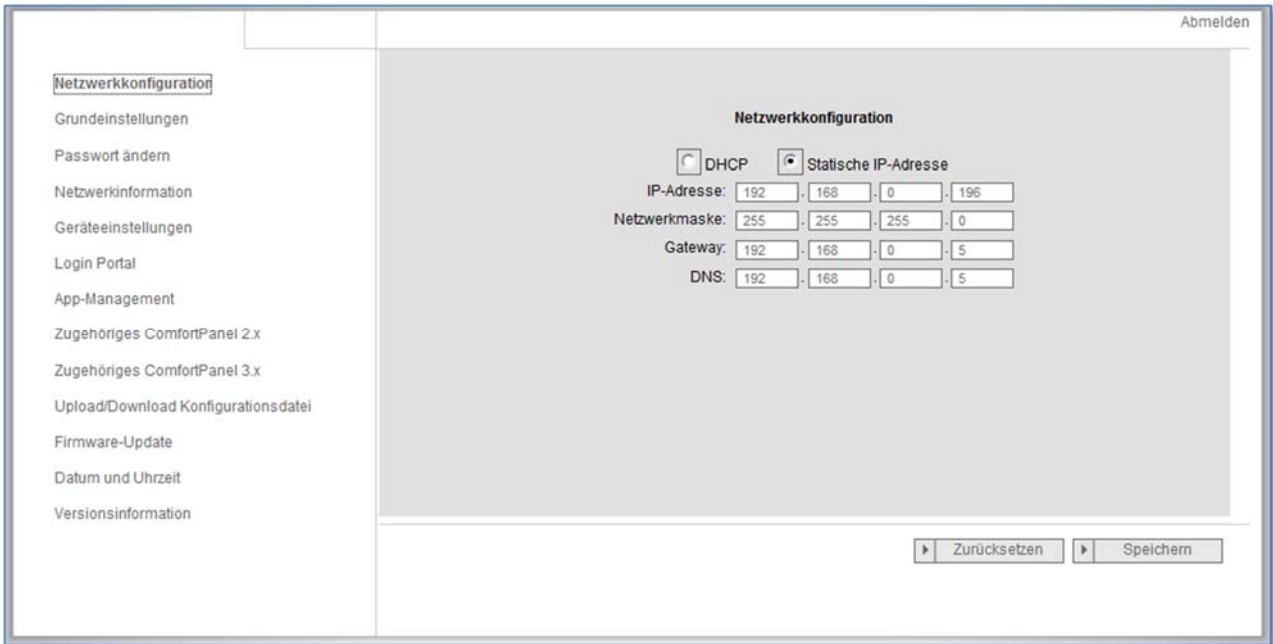 Abmelden
Netzwerkkonfiguration
Grundeinstellungen
Passwort ändern
Netzwerkinformation
Geräteeinstellungen
Login Portal
App-Management
Zugehöriges ComfortPanel 2.x
Zugehöriges ComfortPanel 3.x
Upload/Download Konfigurationsdatei
Firmware-Update
Datum und Uhrzeit
Versionsinformation
Netzwerkkonfiguration
DHCP Statische IP-Adresse
IP-Adresse: 192 . 168 . 0 . 196
Netzwerkmaske: 255 . 255 . 255 . 0
Gateway: 192 . 168 . 0 . 5
DNS: 192 . 168 . 0 . 5
Zurücksetzen Speichern